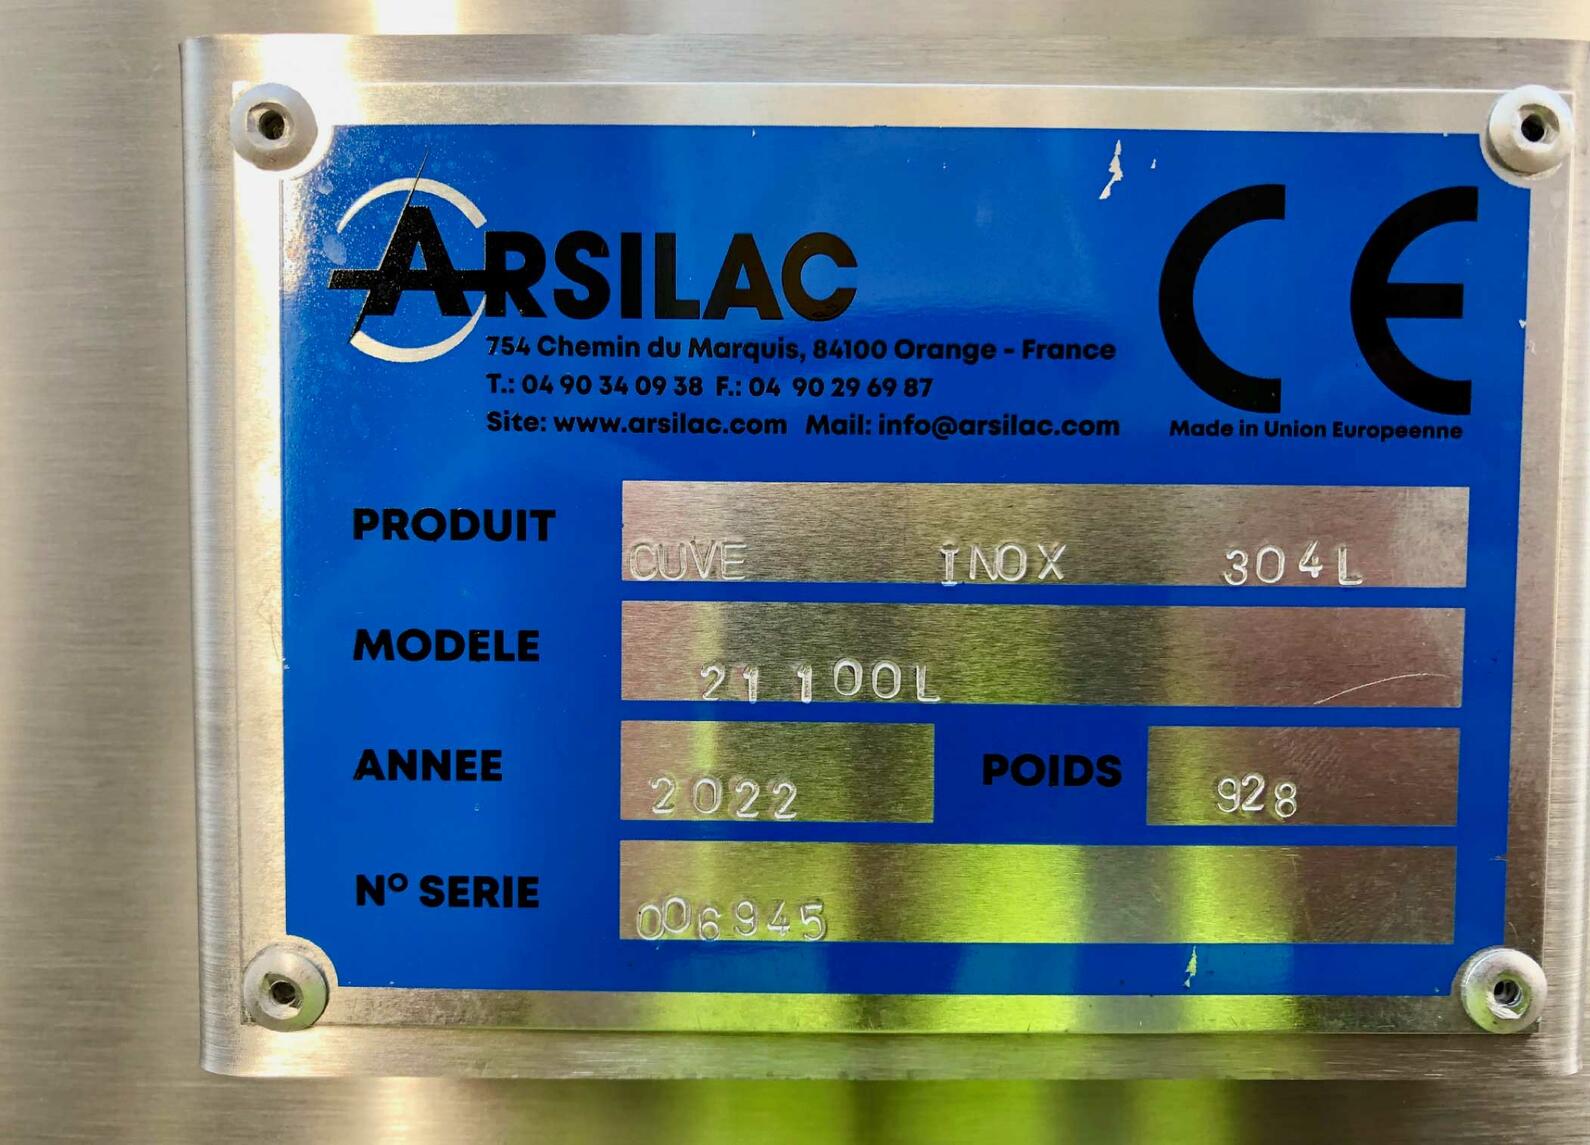 ARSILAC
754 Chemin du Marquis, 84100 Orange - France
T.: 04 90 34 09 38 F.: 04 90 29 69 87
Site: www.arsilac.com Mail: info@arsilac.com
CE
Made in Union Europeenne
PRODUIT CUVE INOX 304L
MODELE 21 100L
ANNEE 2022 POIDS 928
Nº SERIE 006945